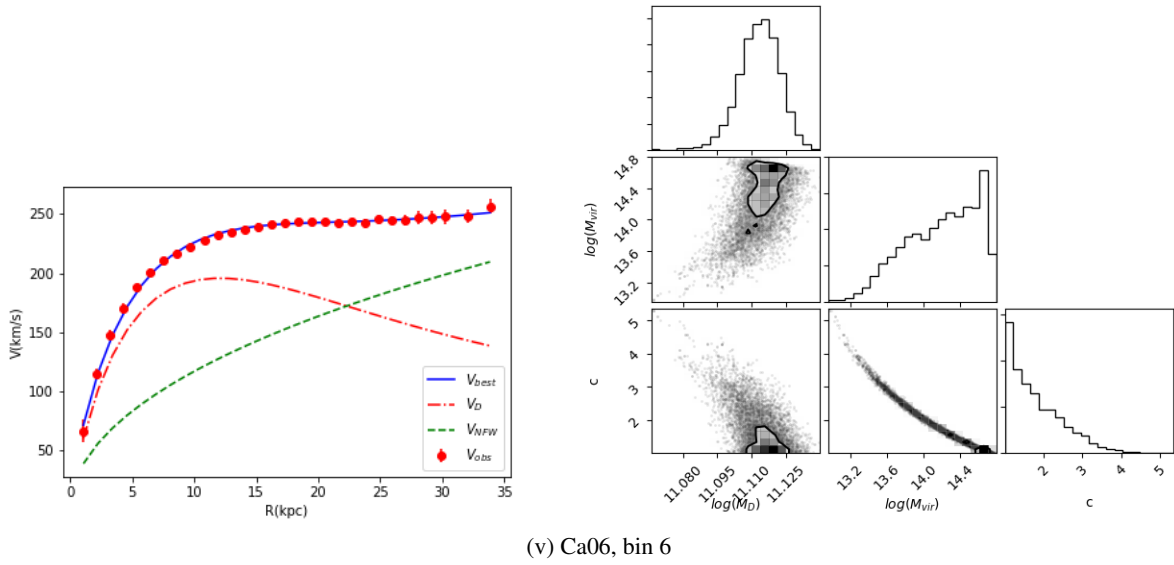 V(km/s)
250
200
150
100
50
0
5
10
15
20
25
30
35
R(kpc)
V_best
V_D
V_NFW
V_obs
log(M_vir)
14.8
14.4
14.0
13.6
13.2
c
5
4
3
2
11.080
11.095
11.110
11.125
log(M_D)
13.2
13.6
14.0
14.4
log(M_vir)
2
3
4
5
c
(v) Ca06, bin 6